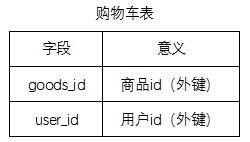 购物车表
字段 意义
goods_id 商品id（外键）
user_id 用户id（外键）